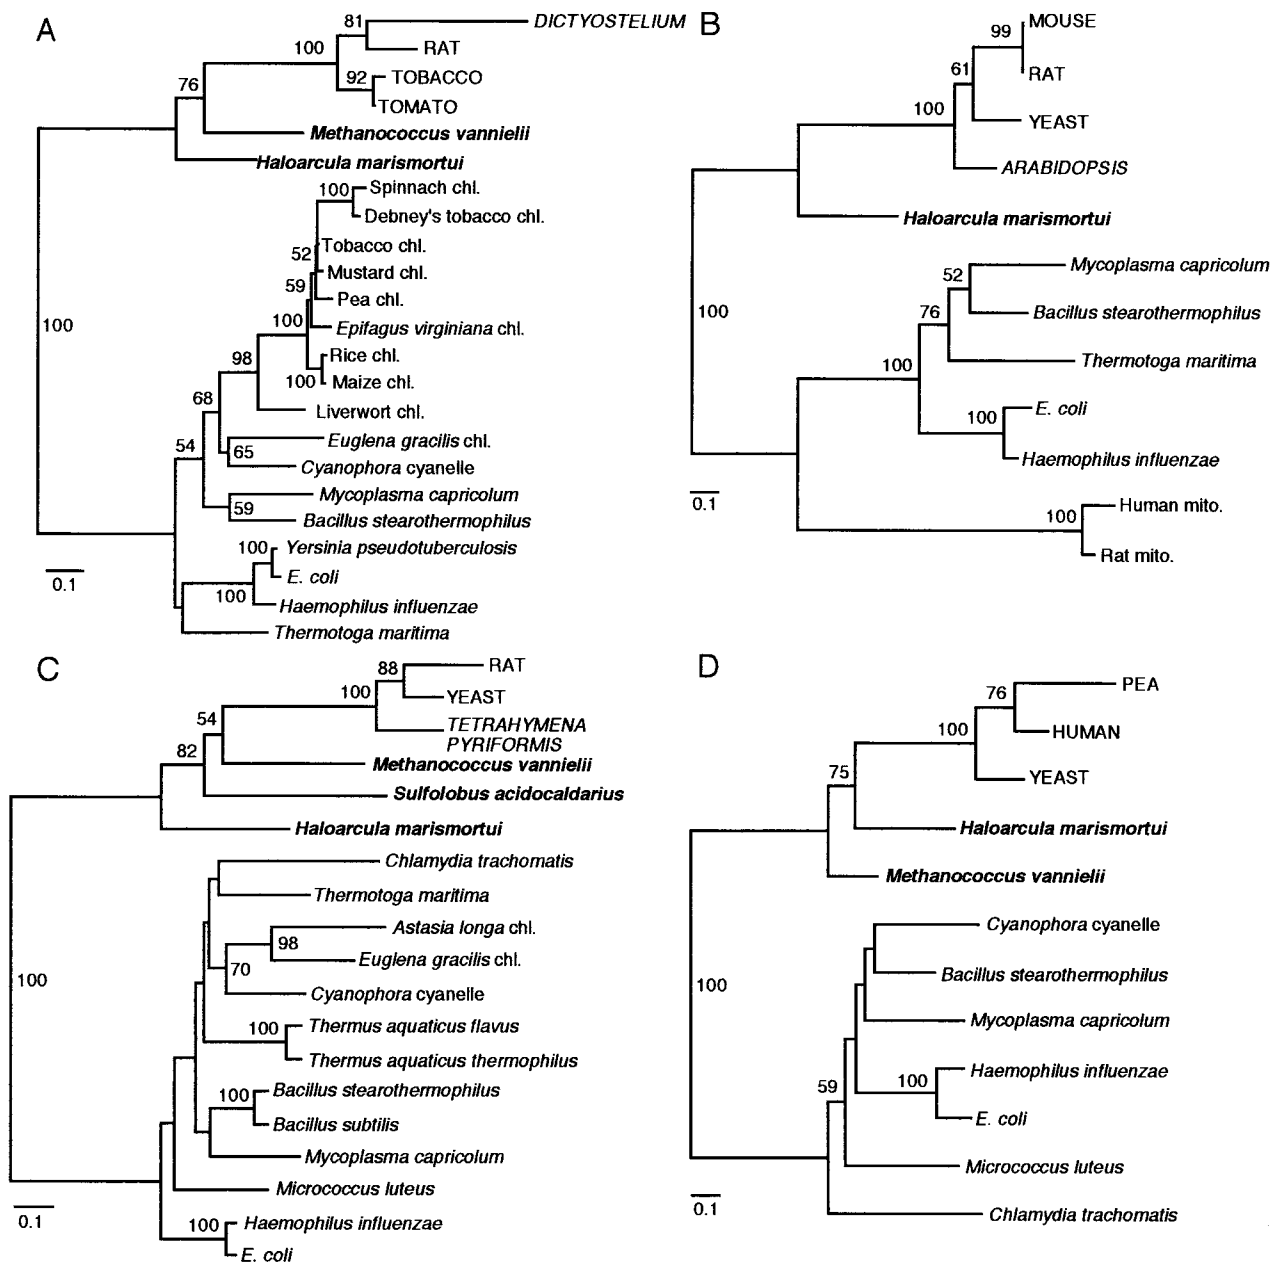 A
81
DICTYOSTELIUM
100
RAT
92
TOBACCO
76
TOMATO
Methanococcus vannielii
Haloarcula marismortui
100
Spinnach chl.
Debney's tobacco chl.
52
Tobacco chl.
Mustard chl.
59
Pea chl.
100
100
Epifagus virginiana chl.
98
Rice chl.
100
Maize chl.
68
Liverwort chl.
54
Euglena gracilis chl.
65
Cyanophora cyanelle
Mycoplasma capricolum
59
Bacillus stearothermophilus
100
Yersinia pseudotuberculosis
E. coli
100
Haemophilus influenzae
Thermotoga maritima
0.1
B
MOUSE
99
61
RAT
100
YEAST
ARABIDOPSIS
Haloarcula marismortui
Mycoplasma capricolum
52
100
76
Bacillus stearothermophilus
100
Thermotoga maritima
E. coli
100
Haemophilus influenzae
0.1
Human mito.
100
Rat mito.
C
88
RAT
100
YEAST
54
TETRAHYMENA
PYRIFORMIS
82
Methanococcus vannielii
Sulfolobus acidocaldarius
Haloarcula marismortui
Chlamydia trachomatis
Thermotoga maritima
Astasia longa chl.
98
Euglena gracilis chl.
70
100
Cyanophora cyanelle
100
Thermus aquaticus flavus
Thermus aquaticus thermophilus
100
Bacillus stearothermophilus
Bacillus subtilis
Mycoplasma capricolum
Micrococcus luteus
0.1
100
Haemophilus influenzae
E. coli
D
76
PEA
100
HUMAN
75
YEAST
Haloarcula marismortui
Methanococcus vannielii
Cyanophora cyanelle
100
Bacillus stearothermophilus
Mycoplasma capricolum
59
100
Haemophilus influenzae
E. coli
Micrococcus luteus
0.1
Chlamydia trachomatis